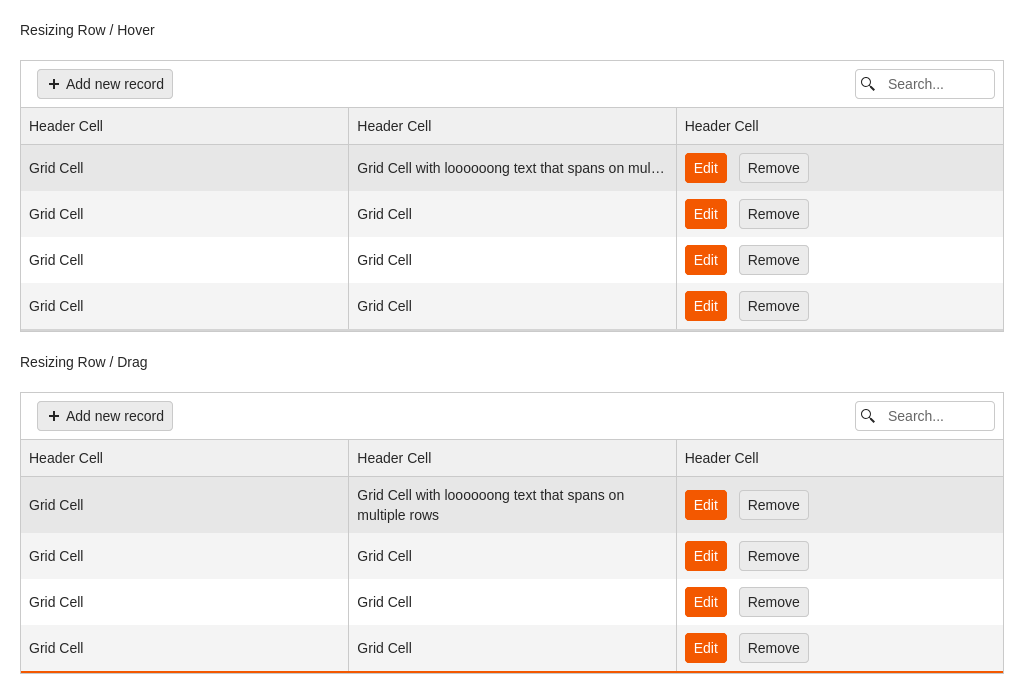 Resizing Row / Hover
Add new record Search...
Header Cell Header Cell Header Cell
Grid Cell Grid Cell with loooooong text that spans on mul… Edit Remove
Grid Cell Grid Cell Edit Remove
Grid Cell Grid Cell Edit Remove
Grid Cell Grid Cell Edit Remove
Resizing Row / Drag
Add new record Search...
Header Cell Header Cell Header Cell
Grid Cell Grid Cell with loooooong text that spans on multiple rows Edit Remove
Grid Cell Grid Cell Edit Remove
Grid Cell Grid Cell Edit Remove
Grid Cell Grid Cell Edit Remove